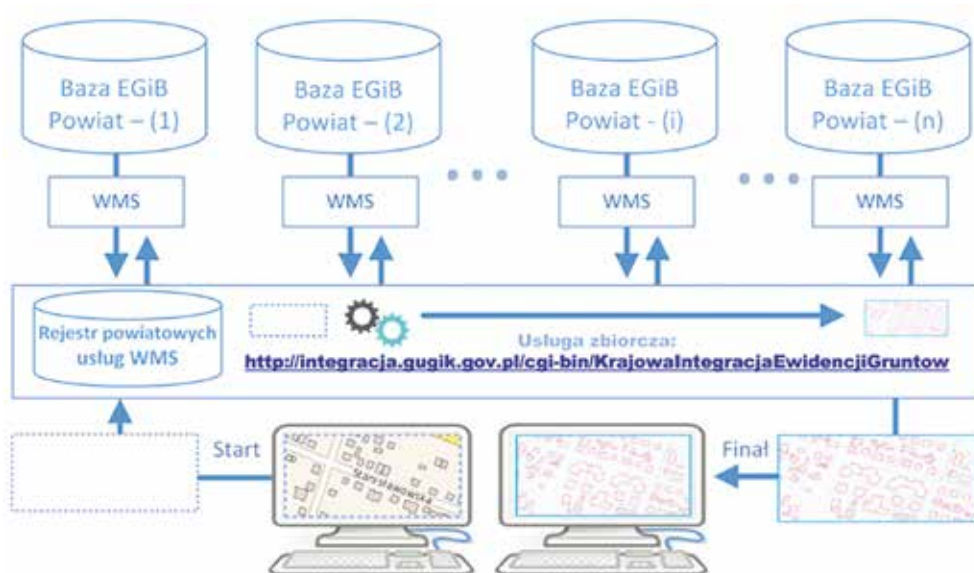 Baza EGiB
Powiat – (1)
Baza EGiB
Powiat – (2)
Baza EGiB
Powiat - (i)
Baza EGiB
Powiat – (n)
WMS
WMS
WMS
WMS
Rejestr powiatowych
usług WMS
Usługa zbiorcza:
http://integracja.gugik.gov.pl/cgi-bin/KrajowaIntegracjaEwidencjiGruntow
Start
Stanisławowska
Finał